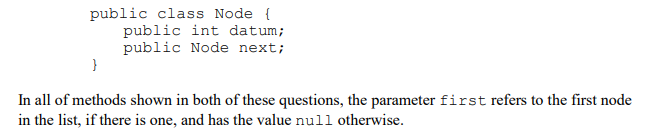 public class Node {
    public int datum;
    public Node next;
}
In all of methods shown in both of these questions, the parameter first refers to the first node
in the list, if there is one, and has the value null otherwise.